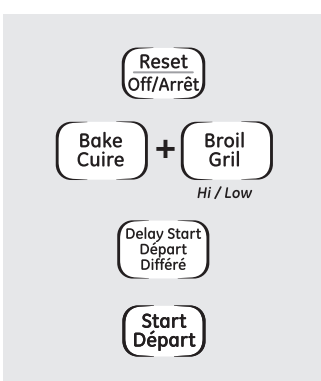 Reset
Off/Arrêt
Bake
Cuire
+
Broil
Gril
Hi / Low
Delay Start
Départ
Différé
Start
Départ